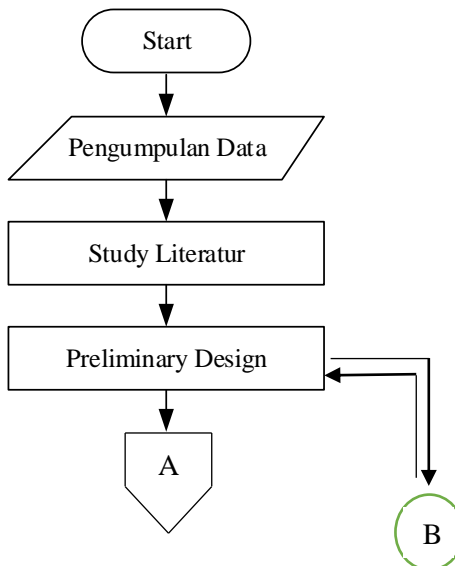 Start
Pengumpulan Data
Study Literatur
Preliminary Design
A
B